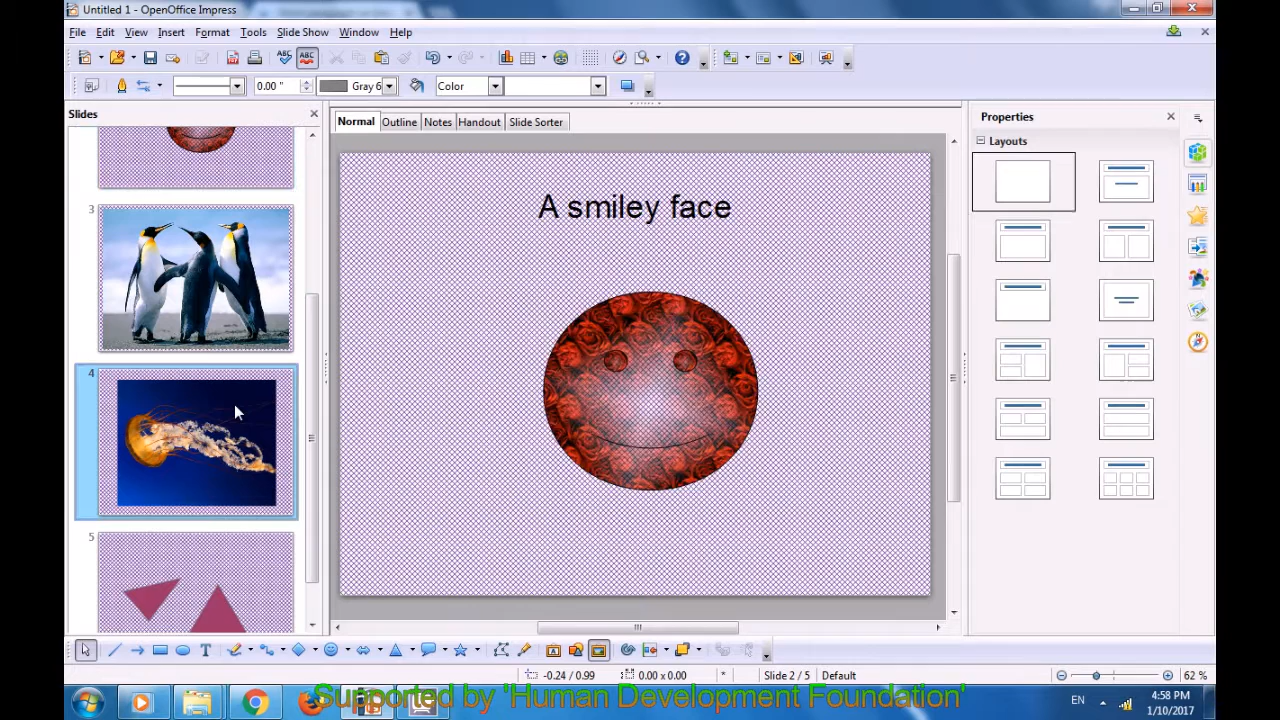 Untitled 1 - OpenOffice Impress
File Edit View Insert Format Tools Slide Show Window Help
0.00 " Gray 6 Color
Slides
Normal Outline Notes Handout Slide Sorter
Properties
Layouts
3
4
5
A smiley face
-0.24 / 0.99 0.00 x 0.00 * Slide 2 / 5 Default 62 %
EN 4:58 PM
1/10/2017
Supported by 'Human Development Foundation'